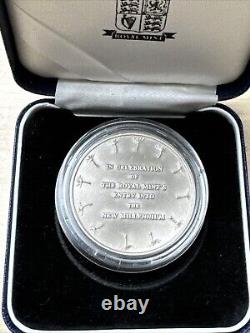 ROYAL MINT
IN CELEBRATION
OF
THE ROYAL MINT'S
ENTRY INTO
THE
NEW MILLENNIUM